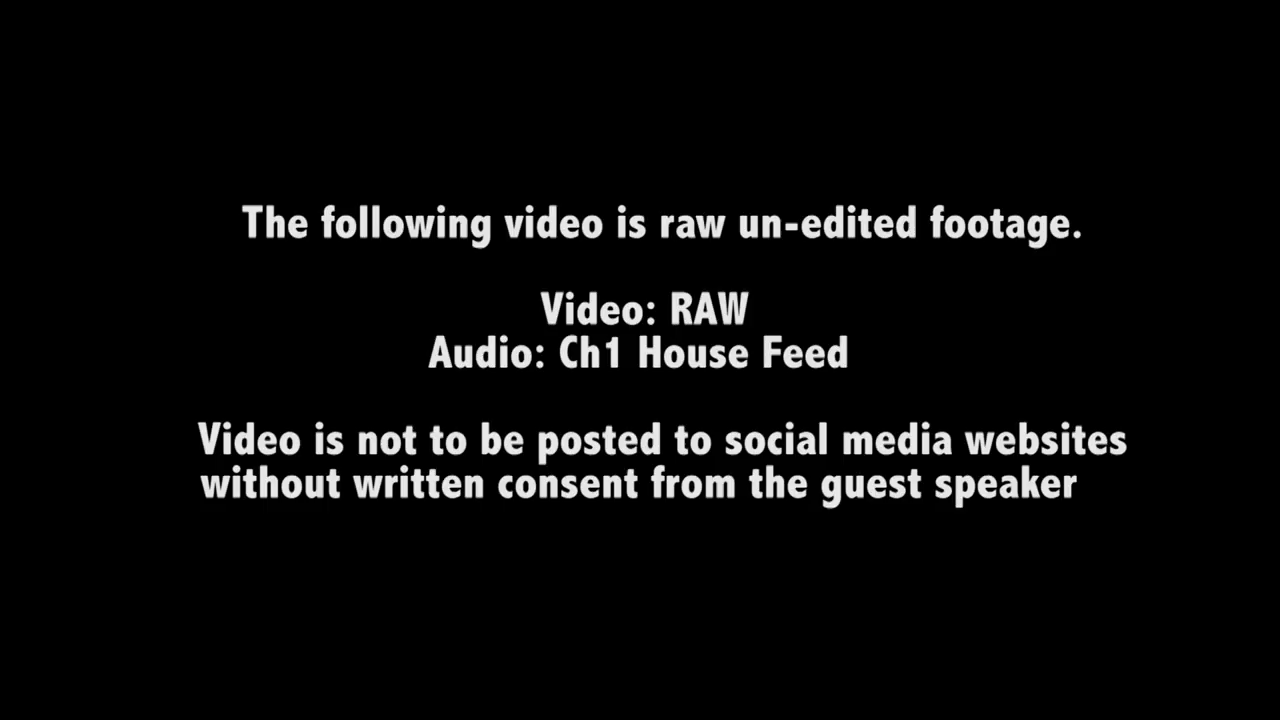 The following video is raw un-edited footage.
Video: RAW
Audio: Ch1 House Feed
Video is not to be posted to social media websites
without written consent from the guest speaker